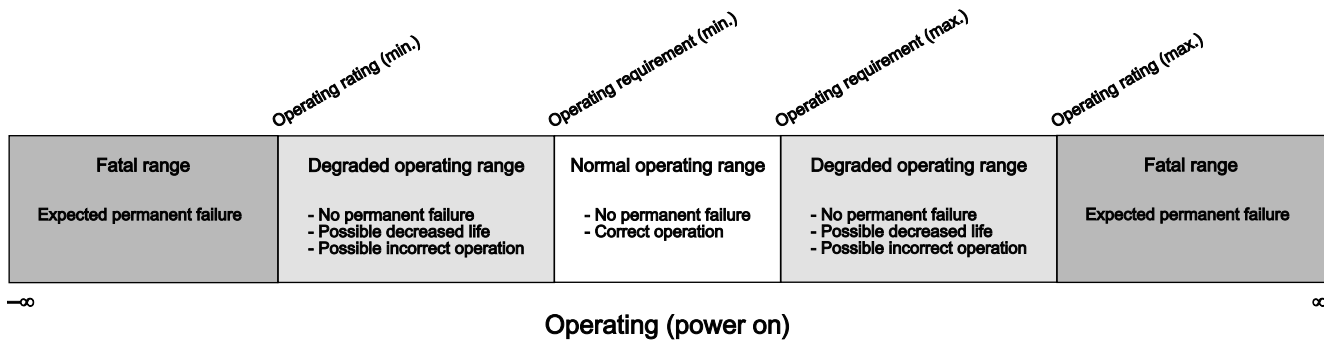 Operating rating (min.)
Operating requirement (min.)
Operating requirement (max.)
Operating rating (max.)
Fatal range
Expected permanent failure
Degraded operating range
- No permanent failure
- Possible decreased life
- Possible incorrect operation
Normal operating range
- No permanent failure
- Correct operation
Degraded operating range
- No permanent failure
- Possible decreased life
- Possible incorrect operation
Fatal range
Expected permanent failure
–∞
∞
Operating (power on)